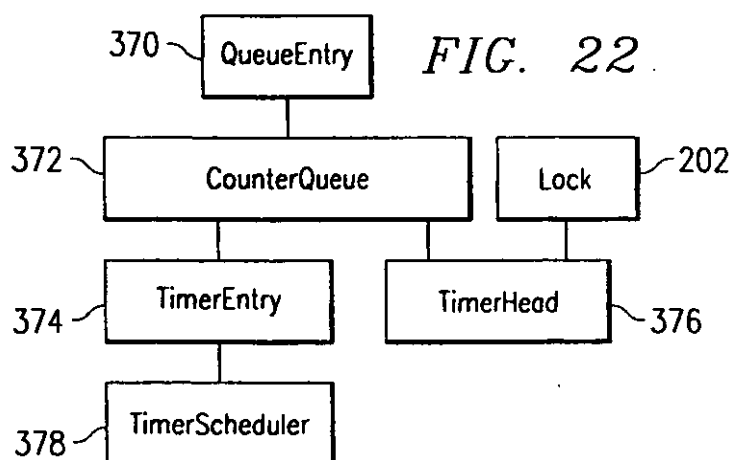 370 QueueEntry FIG. 22
372 CounterQueue Lock 202
374 TimerEntry TimerHead 376
378 TimerScheduler